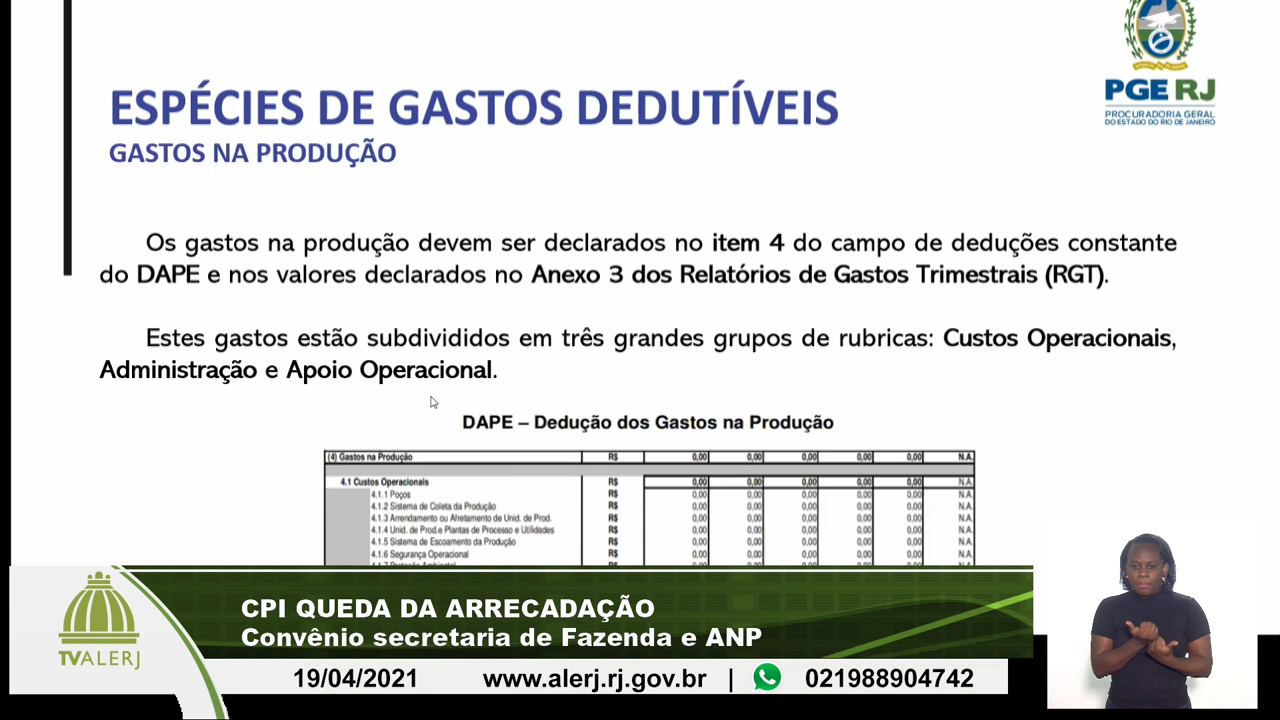 PGE RJ
PROCURADORIA GERAL
DO ESTADO DO RIO DE JANEIRO
ESPÉCIES DE GASTOS DEDUTÍVEIS
GASTOS NA PRODUÇÃO
Os gastos na produção devem ser declarados no item 4 do campo de deduções constante
do DAPE e nos valores declarados no Anexo 3 dos Relatórios de Gastos Trimestrais (RGT).
Estes gastos estão subdivididos em três grandes grupos de rubricas: Custos Operacionais,
Administração e Apoio Operacional.
DAPE – Dedução dos Gastos na Produção
(4) Gastos na Produção R$ 0,00 0,00 0,00 0,00 0,00 N.A.
4.1 Custos Operacionais R$ 0,00 0,00 0,00 0,00 0,00 N.A.
4.1.1 Poços R$ 0,00 0,00 0,00 0,00 0,00 N.A.
4.1.2 Sistema de Coleta da Produção R$ 0,00 0,00 0,00 0,00 0,00 N.A.
4.1.3 Arrendamento ou Afretamento de Unid. de Prod. R$ 0,00 0,00 0,00 0,00 0,00 N.A.
4.1.4 Unid. de Prod.e Plantas de Processo e Utilidades R$ 0,00 0,00 0,00 0,00 0,00 N.A.
4.1.5 Sistema de Escoamento da Produção R$ 0,00 0,00 0,00 0,00 0,00 N.A.
4.1.6 Segurança Operacional R$ 0,00 0,00 0,00 0,00 0,00 N.A.
CPI QUEDA DA ARRECADAÇÃO
Convênio secretaria de Fazenda e ANP
TVALERJ
19/04/2021 www.alerj.rj.gov.br | 021988904742